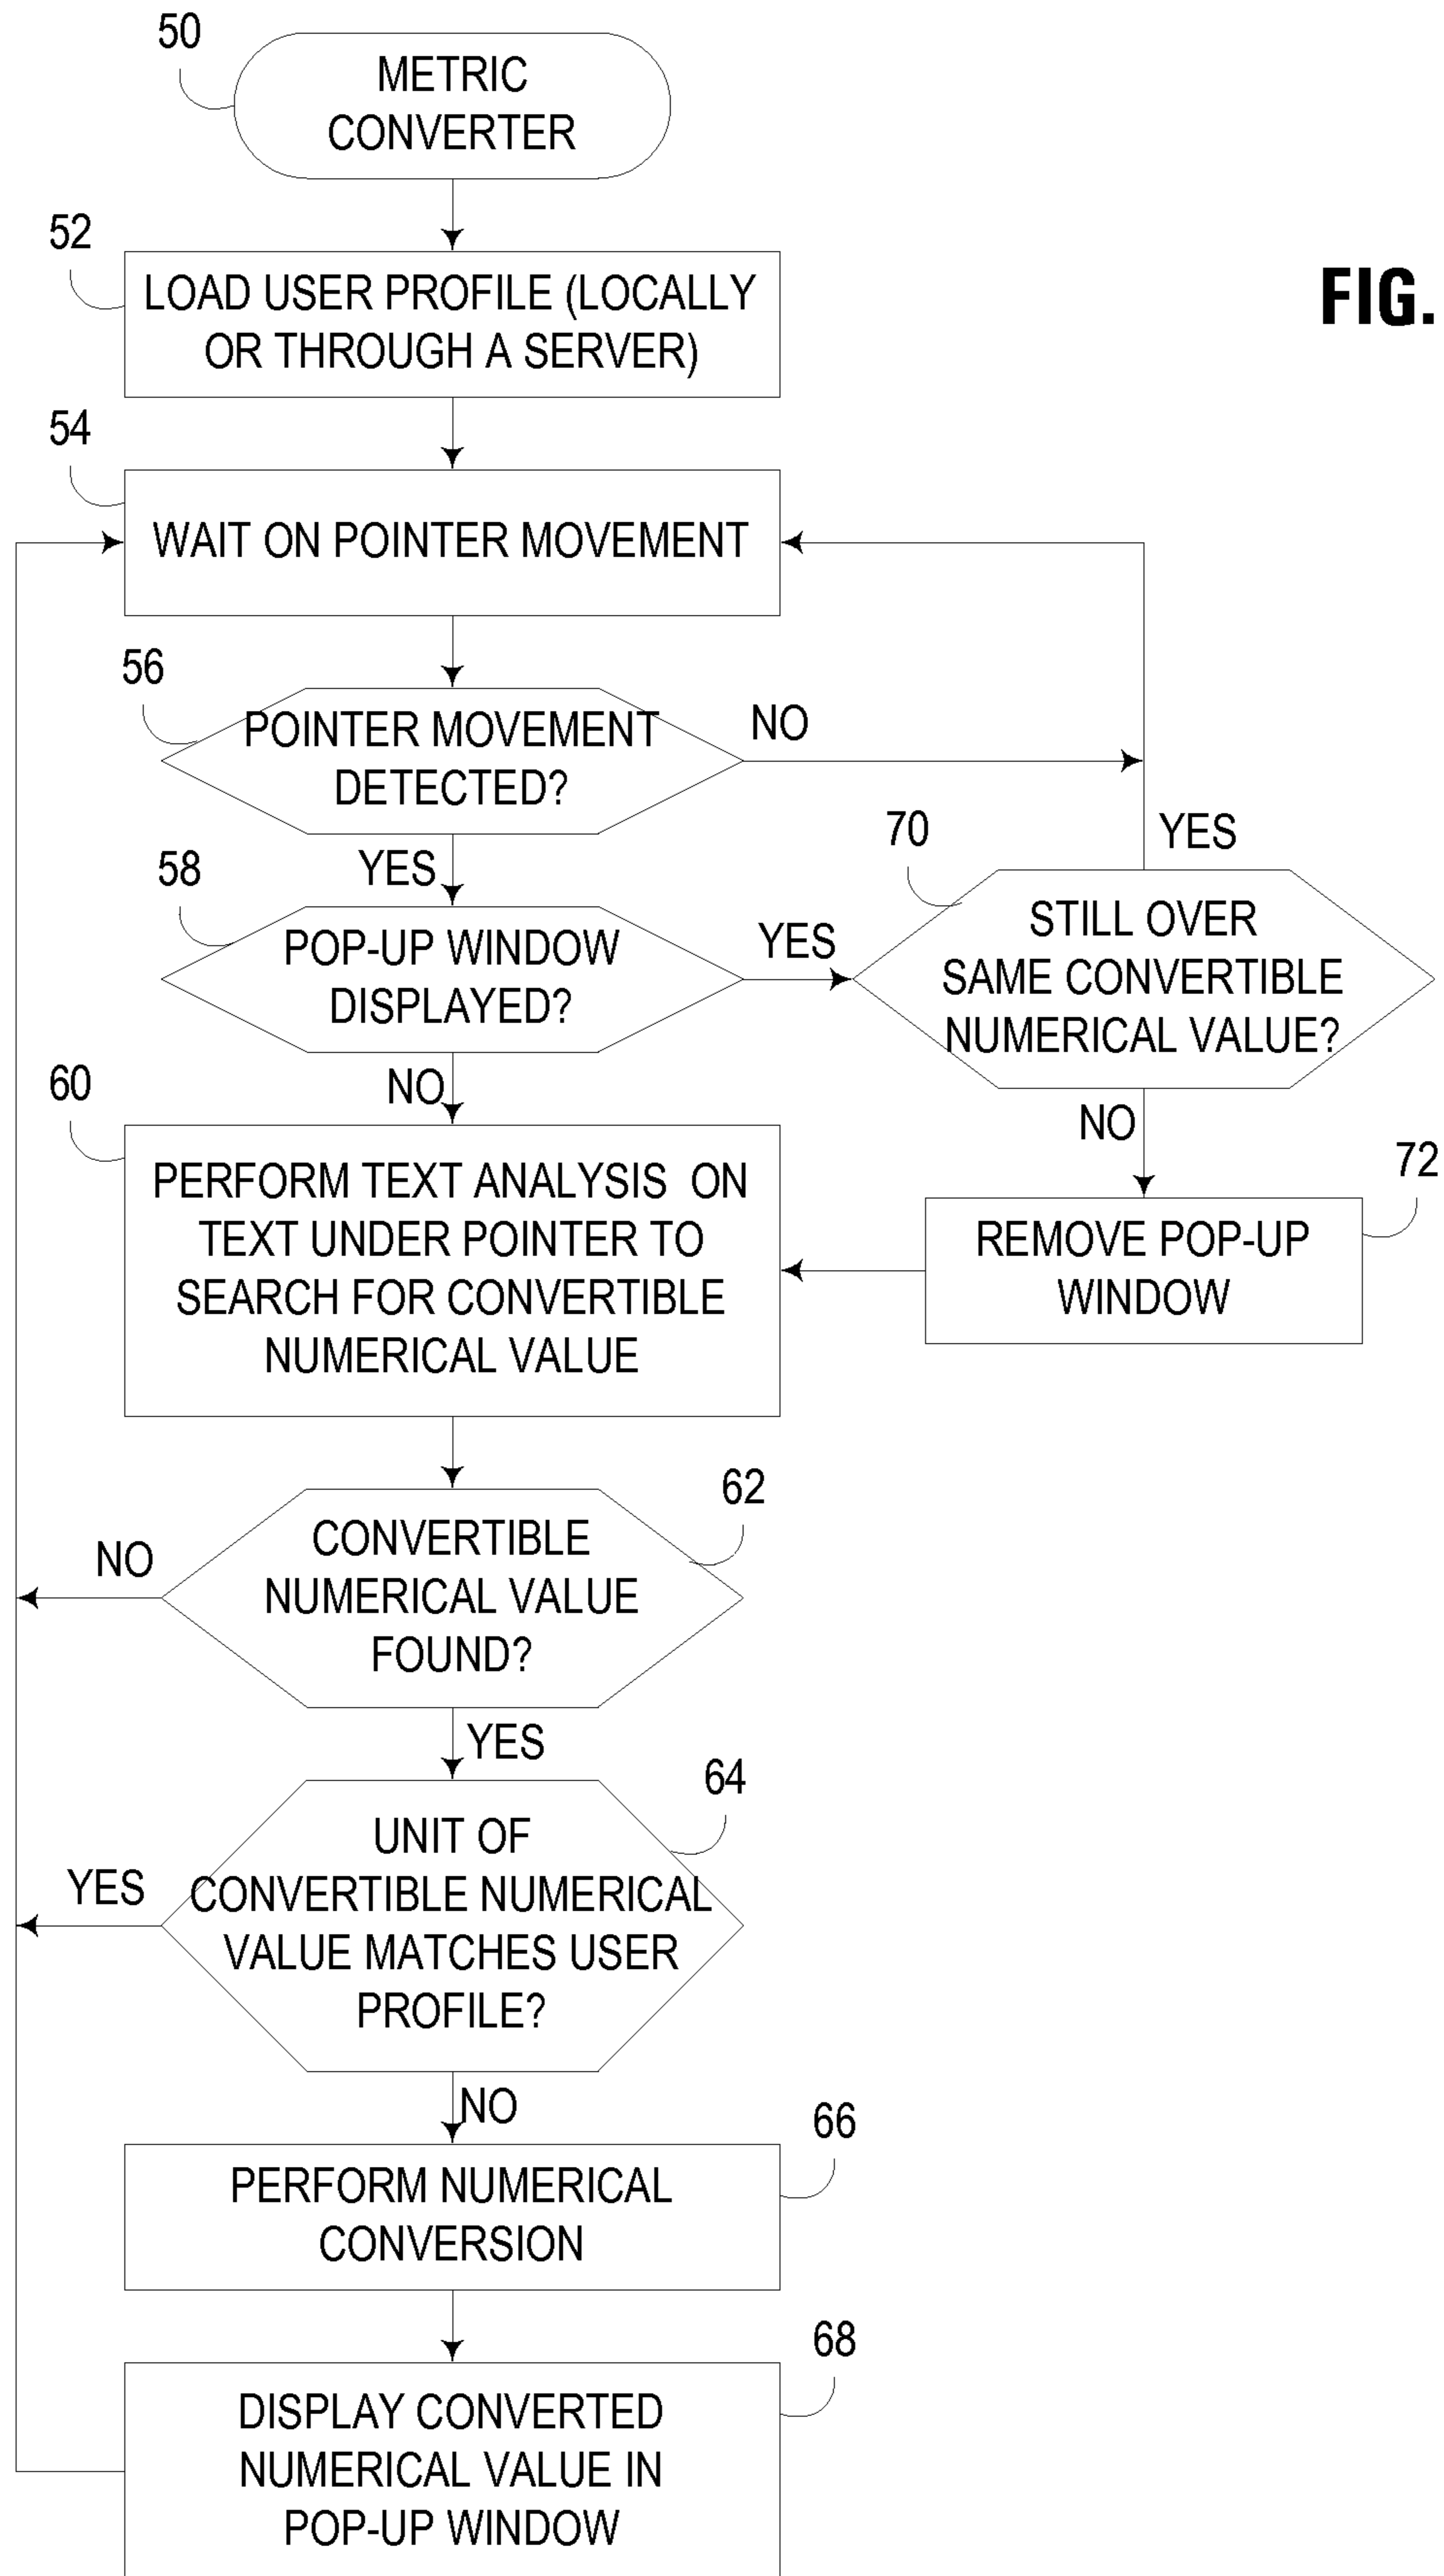 50
METRIC
CONVERTER
52
LOAD USER PROFILE (LOCALLY
OR THROUGH A SERVER)
FIG.
54
WAIT ON POINTER MOVEMENT
56
POINTER MOVEMENT
DETECTED?
NO
YES
58
POP-UP WINDOW
DISPLAYED?
YES
70
YES
STILL OVER
SAME CONVERTIBLE
NUMERICAL VALUE?
NO
NO
72
REMOVE POP-UP
WINDOW
60
PERFORM TEXT ANALYSIS ON
TEXT UNDER POINTER TO
SEARCH FOR CONVERTIBLE
NUMERICAL VALUE
62
CONVERTIBLE
NUMERICAL VALUE
FOUND?
NO
YES
64
UNIT OF
CONVERTIBLE NUMERICAL
VALUE MATCHES USER
PROFILE?
YES
NO
66
PERFORM NUMERICAL
CONVERSION
68
DISPLAY CONVERTED
NUMERICAL VALUE IN
POP-UP WINDOW